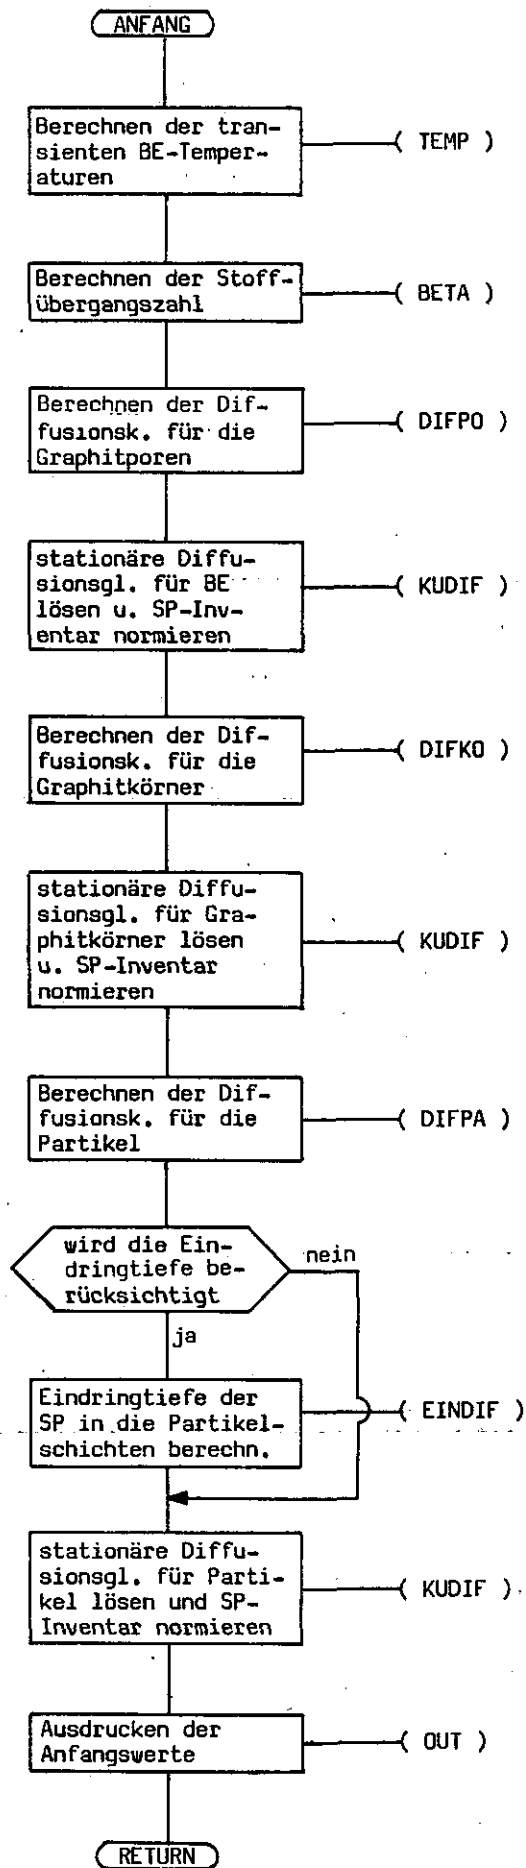 ANFANG
Berechnen der tran-
sienten BE-Temper-
aturen
( TEMP )
Berechnen der Stoff-
übergangszahl
( BETA )
Berechnen der Dif-
fusionsk. für die
Graphitporen
( DIFPO )
stationäre Diffu-
sionsgl. für BE
lösen u. SP-Inv-
entar normieren
( KUDIF )
Berechnen der Dif-
fusionsk. für die
Graphitkörner
( DIFKO )
stationäre Diffu-
sionsgl. für Gra-
phitkörner lösen
u. SP-Inventar
normieren
( KUDIF )
Berechnen der Dif-
fusionsk. für die
Partikel
( DIFPA )
wird die Ein-
dringtiefe be-
rücksichtigt
nein
ja
Eindringtiefe der
SP in die Partikel-
schichten berechn.
( EINDIF )
stationäre Diffu-
sionsgl. für Parti-
kel lösen und SP-
Inventar normieren
( KUDIF )
Ausdrucken der
Anfangswerte
( OUT )
RETURN